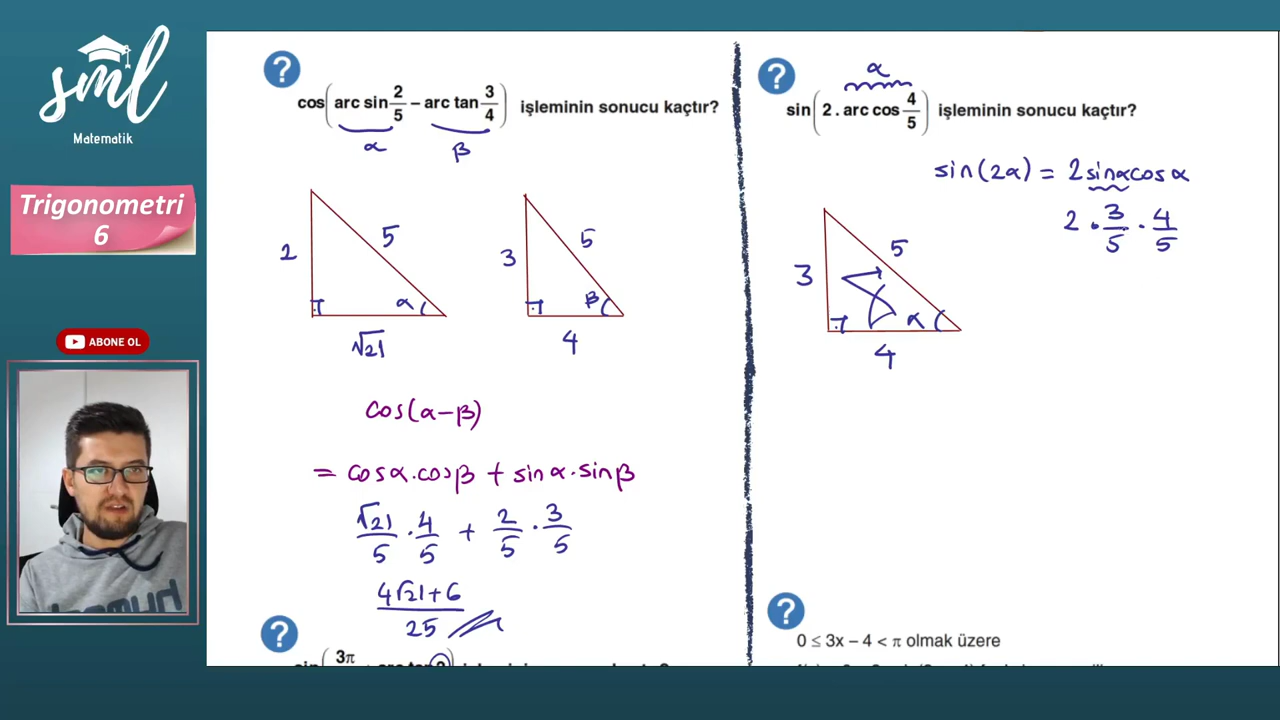 sml
Matematik
Trigonometri
6
ABONE OL
?
cos( arc sin 2/5 – arc tan 3/4 ) işleminin sonucu kaçtır?
α β
2 5 α √21
3 5 β 4
cos(α-β)
= cosα.cosβ + sinα.sinβ
√21/5 · 4/5 + 2/5 · 3/5
4√21+6/25
?
sin( 3π
?
α
sin( 2 . arc cos 4/5 ) işleminin sonucu kaçtır?
sin(2α) = 2sinαcosα
2 · 3/5 · 4/5
3 5 α 4
?
0 ≤ 3x – 4 < π olmak üzere